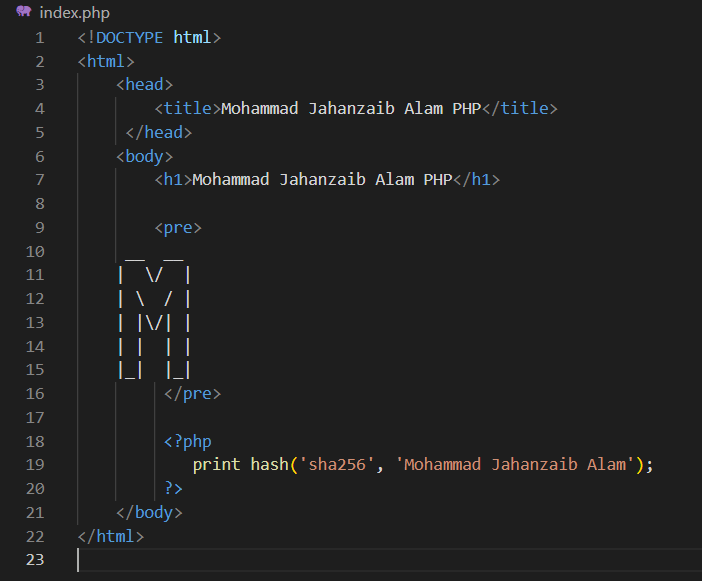 index.php
1 <!DOCTYPE html>
2 <html>
3     <head>
4         <title>Mohammad Jahanzaib Alam PHP</title>
5      </head>
6     <body>
7         <h1>Mohammad Jahanzaib Alam PHP</h1>
8
9         <pre>
10      __  __
11     |  \/  |
12     | \  / |
13     | |\/| |
14     | |  | |
15     |_|  |_|
16          </pre>
17
18          <?php
19             print hash('sha256', 'Mohammad Jahanzaib Alam');
20          ?>
21     </body>
22 </html>
23